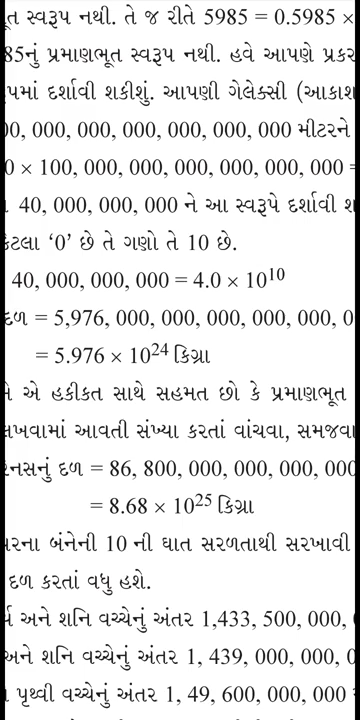 સ્વરૂપ નથી. તે જ રીતે 5985 = 0.5985 ×
85નું પ્રમાણભૂત સ્વરૂપ નથી. હવે આપણે પ્રકર
પમાં દર્શાવી શકીશું. આપણી ગેલેક્સી (આકાશ
00, 000, 000, 000, 000, 000, 000 મીટરને
0 × 100, 000, 000, 000, 000, 000, 000 =
40, 000, 000, 000 ને આ સ્વરૂપે દર્શાવી
કેટલા ‘0’ છે તે ગણો તે 10 છે.
40, 000, 000, 000 = 4.0 × 10¹⁰
દળ = 5,976, 000, 000, 000, 000, 000, 0
= 5.976 × 10²⁴ કિગ્રા
એ હકીકત સાથે સહમત છો કે પ્રમાણભૂત
લખવામાં આવતી સંખ્યા કરતાં વાંચવા, સમજવા
નસનું દળ = 86, 800, 000, 000, 000, 000
= 8.68 × 10²⁵ કિગ્રા
પરના બંનેની 10 ની ઘાત સરળતાથી સરખાવી
દળ કરતાં વધુ હશે.
અને શનિ વચ્ચેનું અંતર 1,433, 500, 000,
અને શનિ વચ્ચેનું અંતર 1, 439, 000, 000, 0
પૃથ્વી વચ્ચેનું અંતર 1, 49, 600, 000, 000